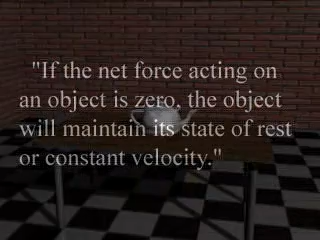 "If the net force acting on
an object is zero, the object
will maintain its state of rest
or constant velocity."